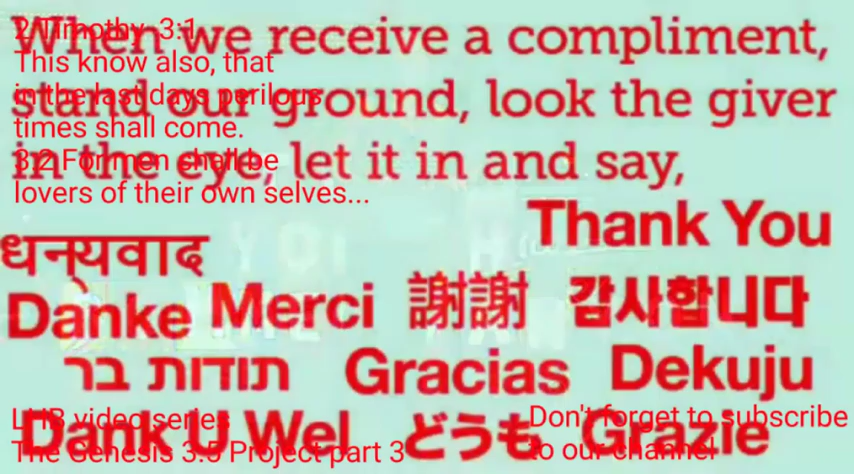 When we receive a compliment,
stand our ground, look the giver
in the eye, let it in and say,
2 Timothy 3:1
This know also, that
in the last days perilous
times shall come.
3:2 For men shall be
lovers of their own selves...
Thank You
धन्यवाद
Danke Merci 謝謝 감사합니다
תודות בר Gracias Dekuju
Dank U Wel どうも Grazie
LHB video series
The Genesis 3:5 Project part 3
Don't forget to subscribe
to our channel